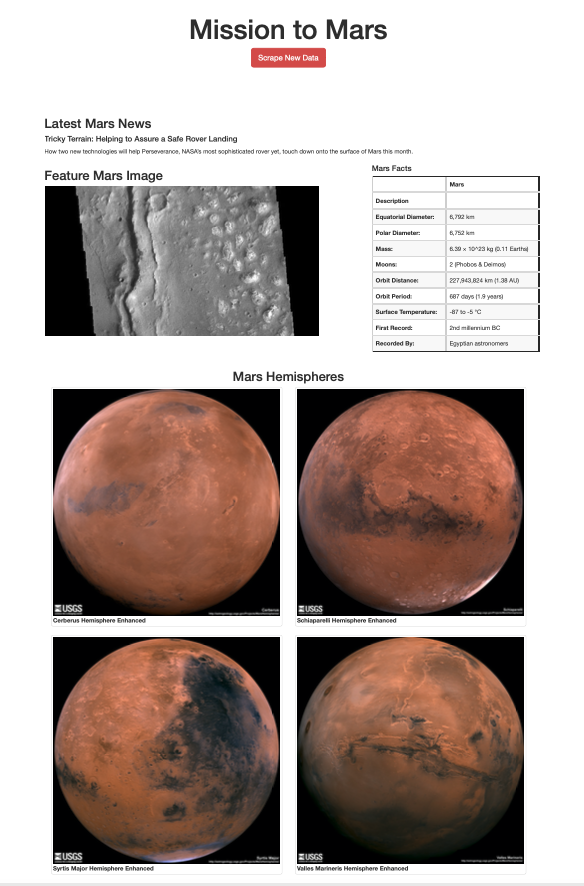 Mission to Mars
Scrape New Data
Latest Mars News
Tricky Terrain: Helping to Assure a Safe Rover Landing
How two new technologies will help Perseverance, NASA's most sophisticated rover yet, touch down onto the surface of Mars this month.
Feature Mars Image
Mars Facts
Mars
Description
Equatorial Diameter: 6,792 km
Polar Diameter: 6,752 km
Mass: 6.39 × 10^23 kg (0.11 Earths)
Moons: 2 (Phobos & Deimos)
Orbit Distance: 227,943,824 km (1.38 AU)
Orbit Period: 687 days (1.9 years)
Surface Temperature: -87 to -5 °C
First Record: 2nd millennium BC
Recorded By: Egyptian astronomers
Mars Hemispheres
USGS Cerberus
USGS Schiaparelli
Cerberus Hemisphere Enhanced
Schiaparelli Hemisphere Enhanced
USGS Syrtis Major
USGS Valles Marineris
Syrtis Major Hemisphere Enhanced
Valles Marineris Hemisphere Enhanced